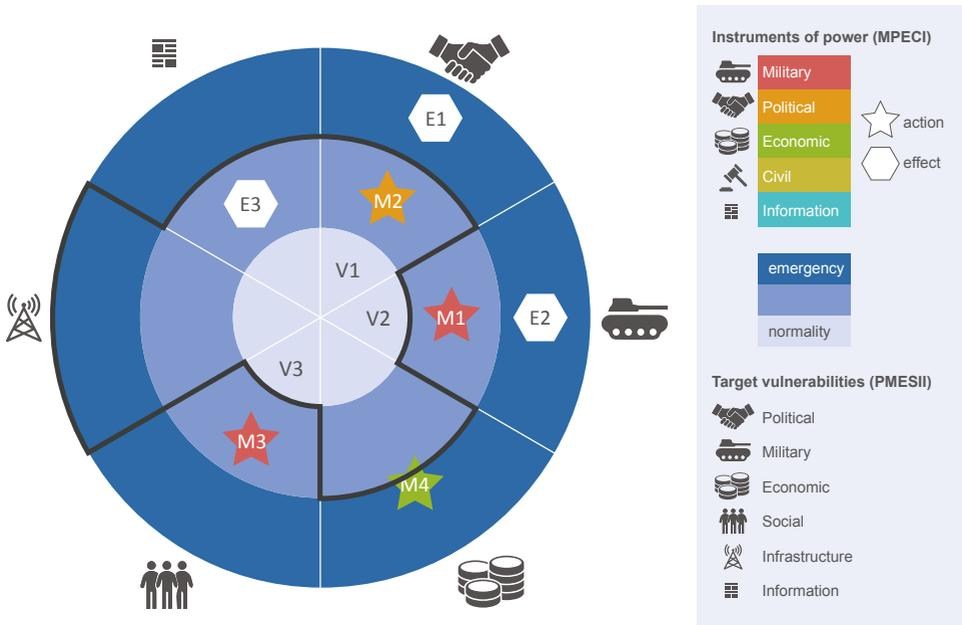 E1
E3
M2
V1
V2
M1
E2
V3
M3
M4
Instruments of power (MPECI)
Military
Political
Economic
Civil
Information
action
effect
emergency
normality
Target vulnerabilities (PMESII)
Political
Military
Economic
Social
Infrastructure
Information